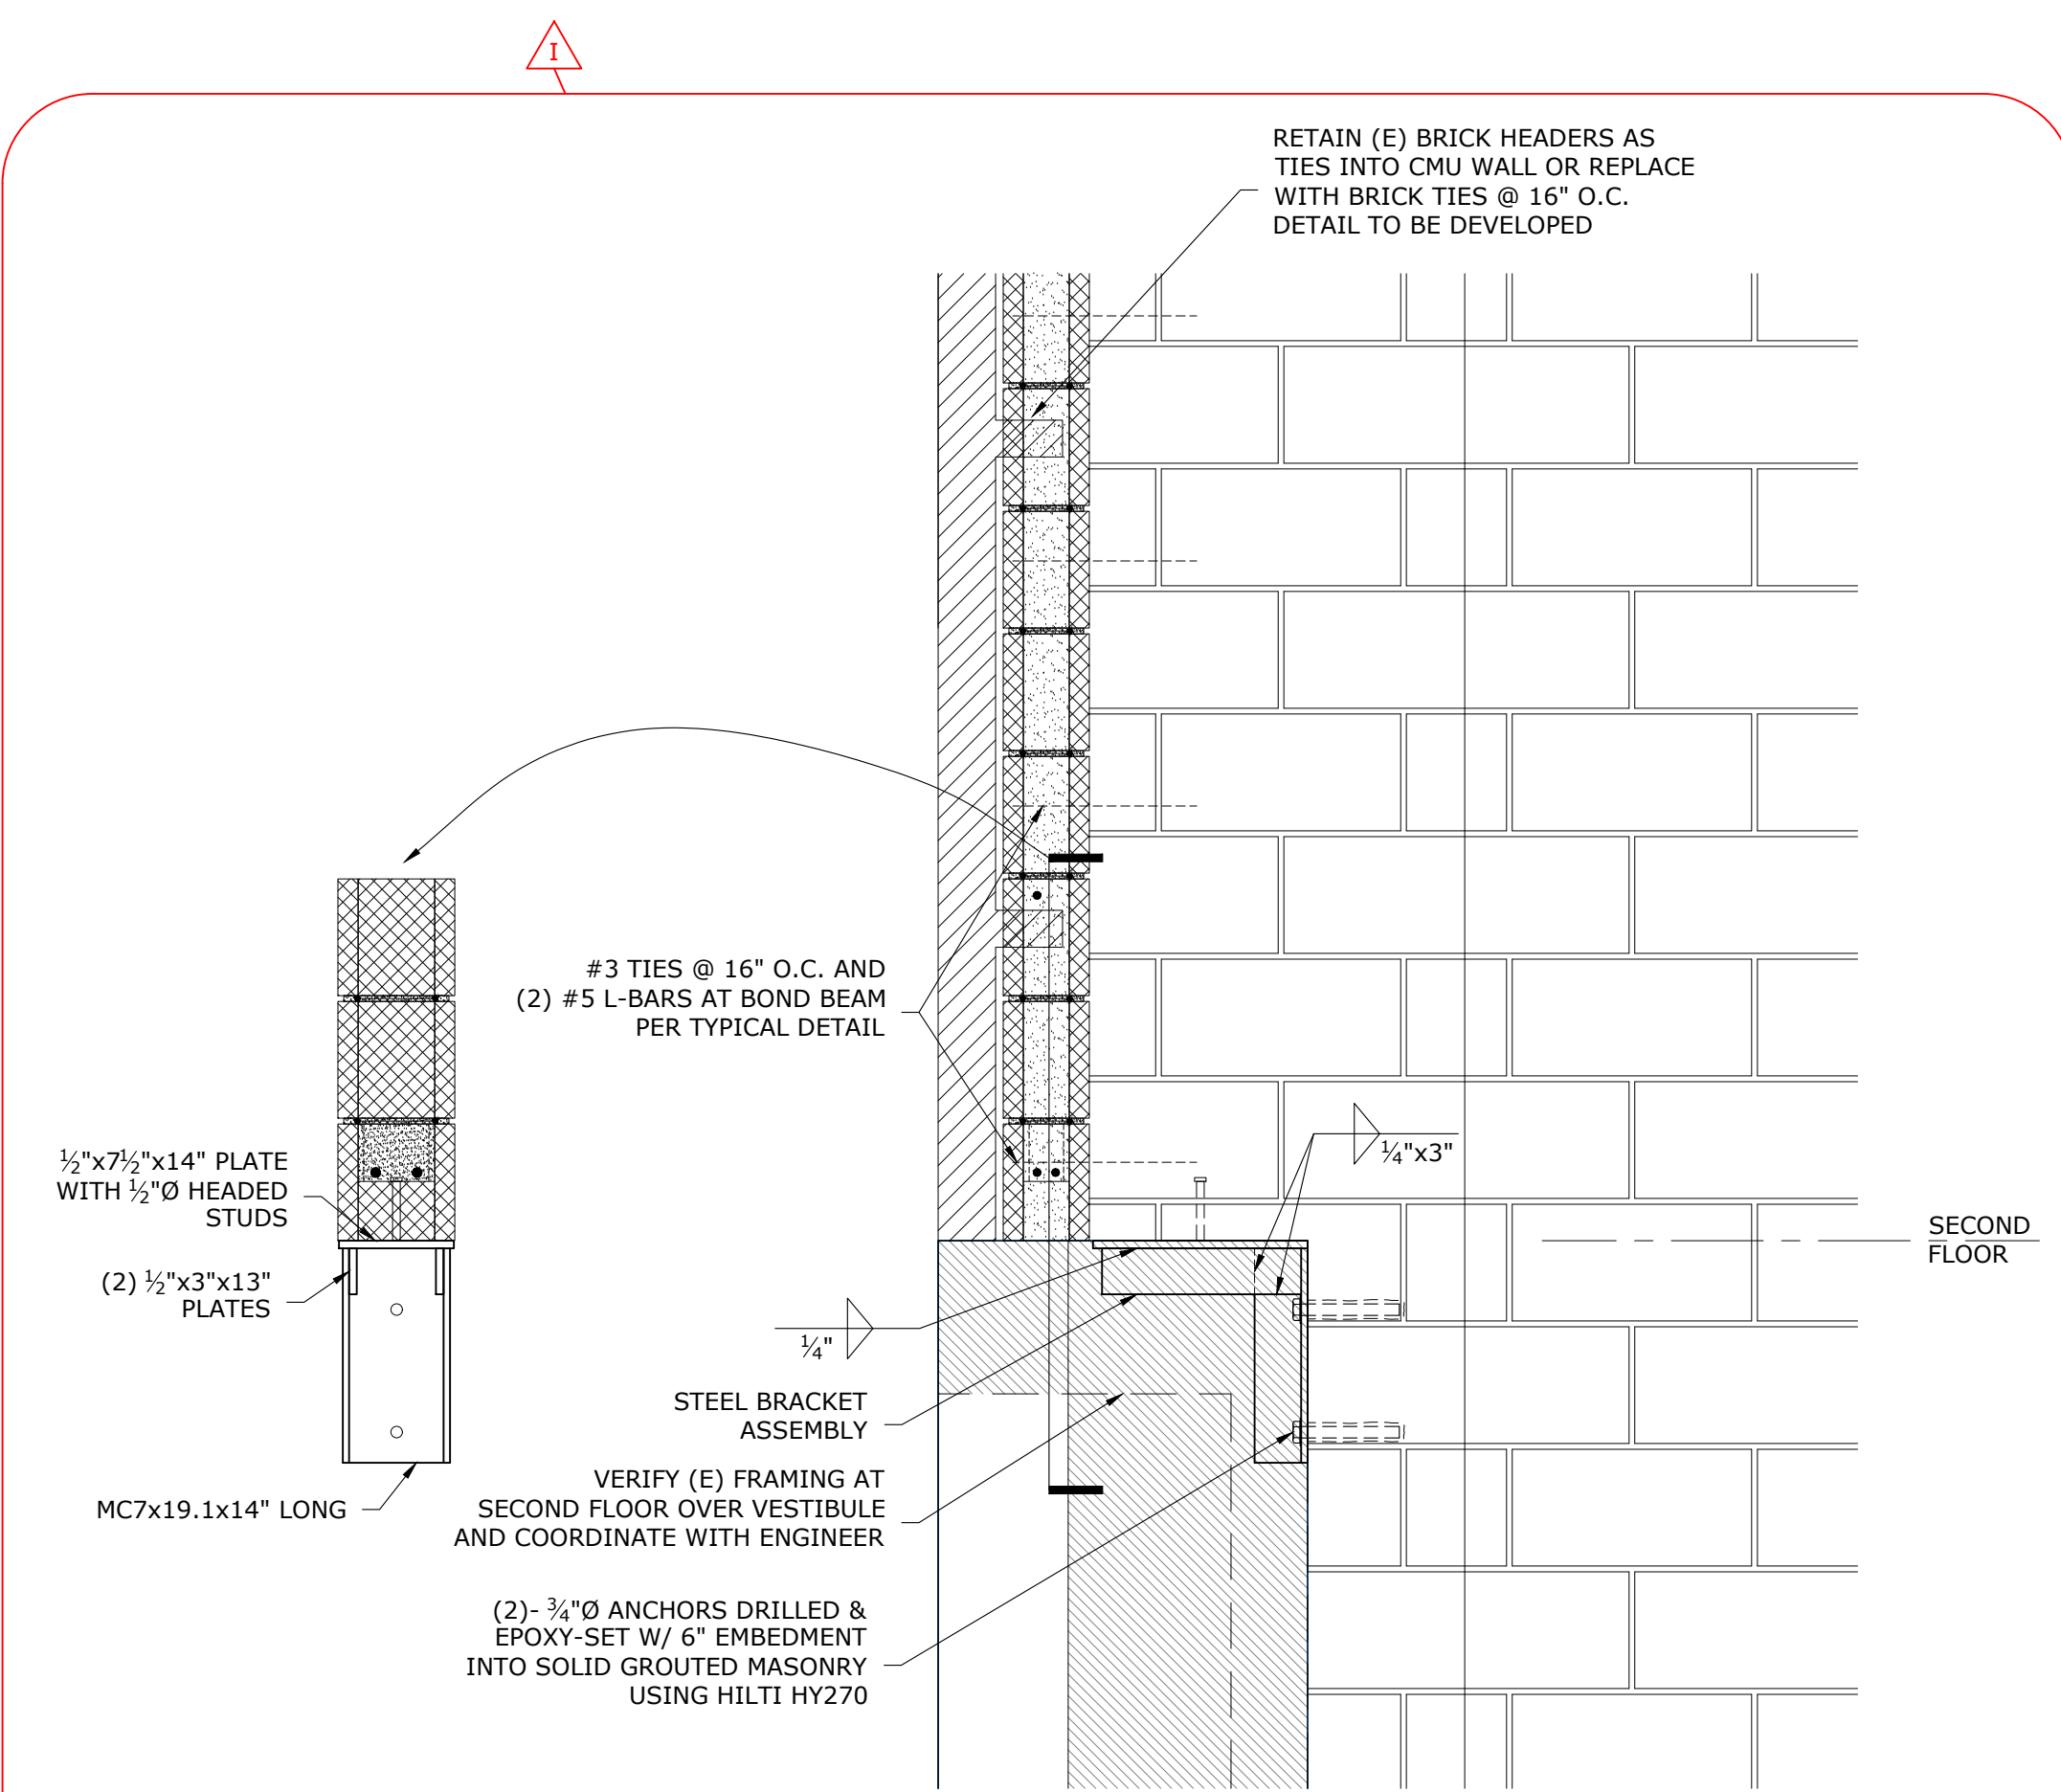 I
RETAIN (E) BRICK HEADERS AS
TIES INTO CMU WALL OR REPLACE
WITH BRICK TIES @ 16" O.C.
DETAIL TO BE DEVELOPED
#3 TIES @ 16" O.C. AND
(2) #5 L-BARS AT BOND BEAM
PER TYPICAL DETAIL
¼"x3"
½"x7½"x14" PLATE
WITH ½"Ø HEADED
STUDS
SECOND
FLOOR
(2) ½"x3"x13"
PLATES
¼"
STEEL BRACKET
ASSEMBLY
VERIFY (E) FRAMING AT
SECOND FLOOR OVER VESTIBULE
AND COORDINATE WITH ENGINEER
MC7x19.1x14" LONG
(2)- ¾"Ø ANCHORS DRILLED &
EPOXY-SET W/ 6" EMBEDMENT
INTO SOLID GROUTED MASONRY
USING HILTI HY270